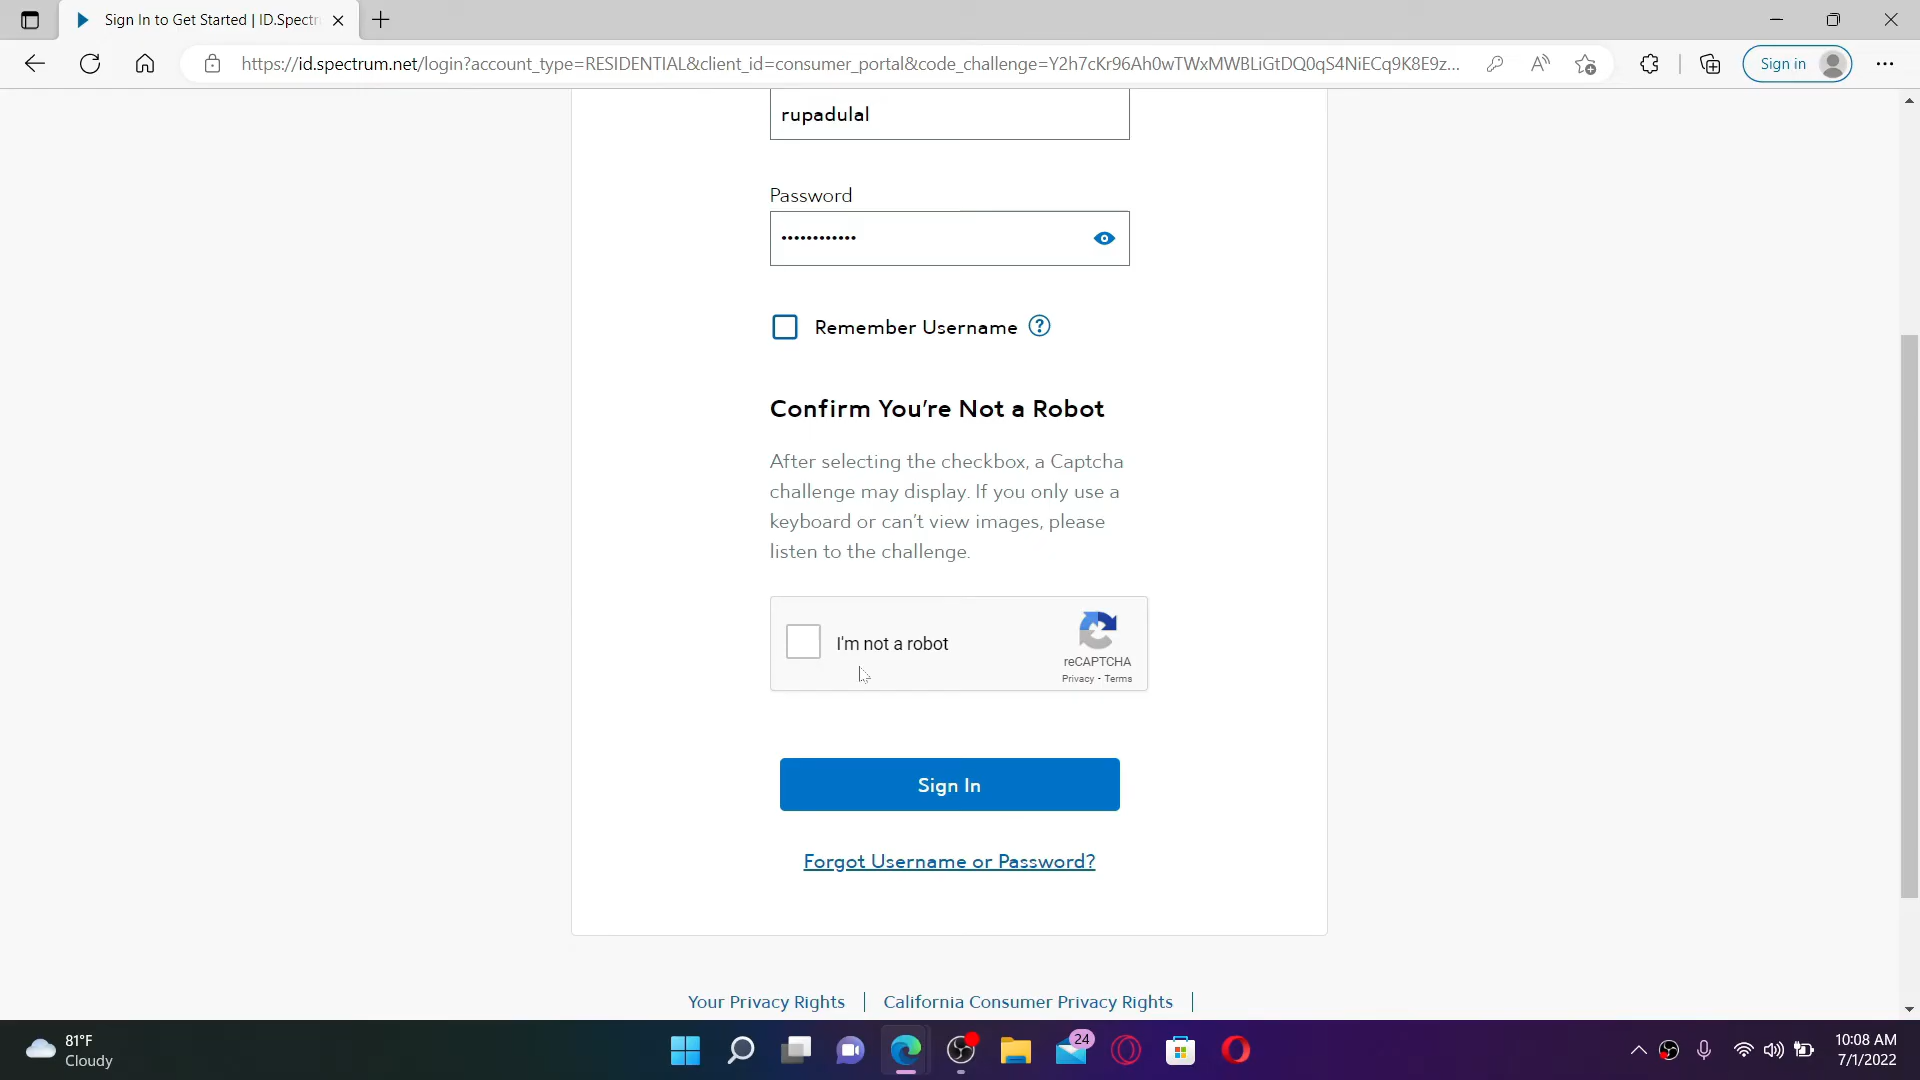 Sign In to Get Started | ID.Spectr
https://id.spectrum.net/login?account_type=RESIDENTIAL&client_id=consumer_portal&code_challenge=Y2h7cKr96Ah0wTWxMWBLiGtDQ0qS4NiECq9K8E9z...
Sign in
rupadulal
Password
••••••••••••
Remember Username
Confirm You're Not a Robot
After selecting the checkbox, a Captcha
challenge may display. If you only use a
keyboard or can't view images, please
listen to the challenge.
I'm not a robot
reCAPTCHA
Privacy - Terms
Sign In
Forgot Username or Password?
Your Privacy Rights | California Consumer Privacy Rights |
81°F
Cloudy
24
10:08 AM
7/1/2022